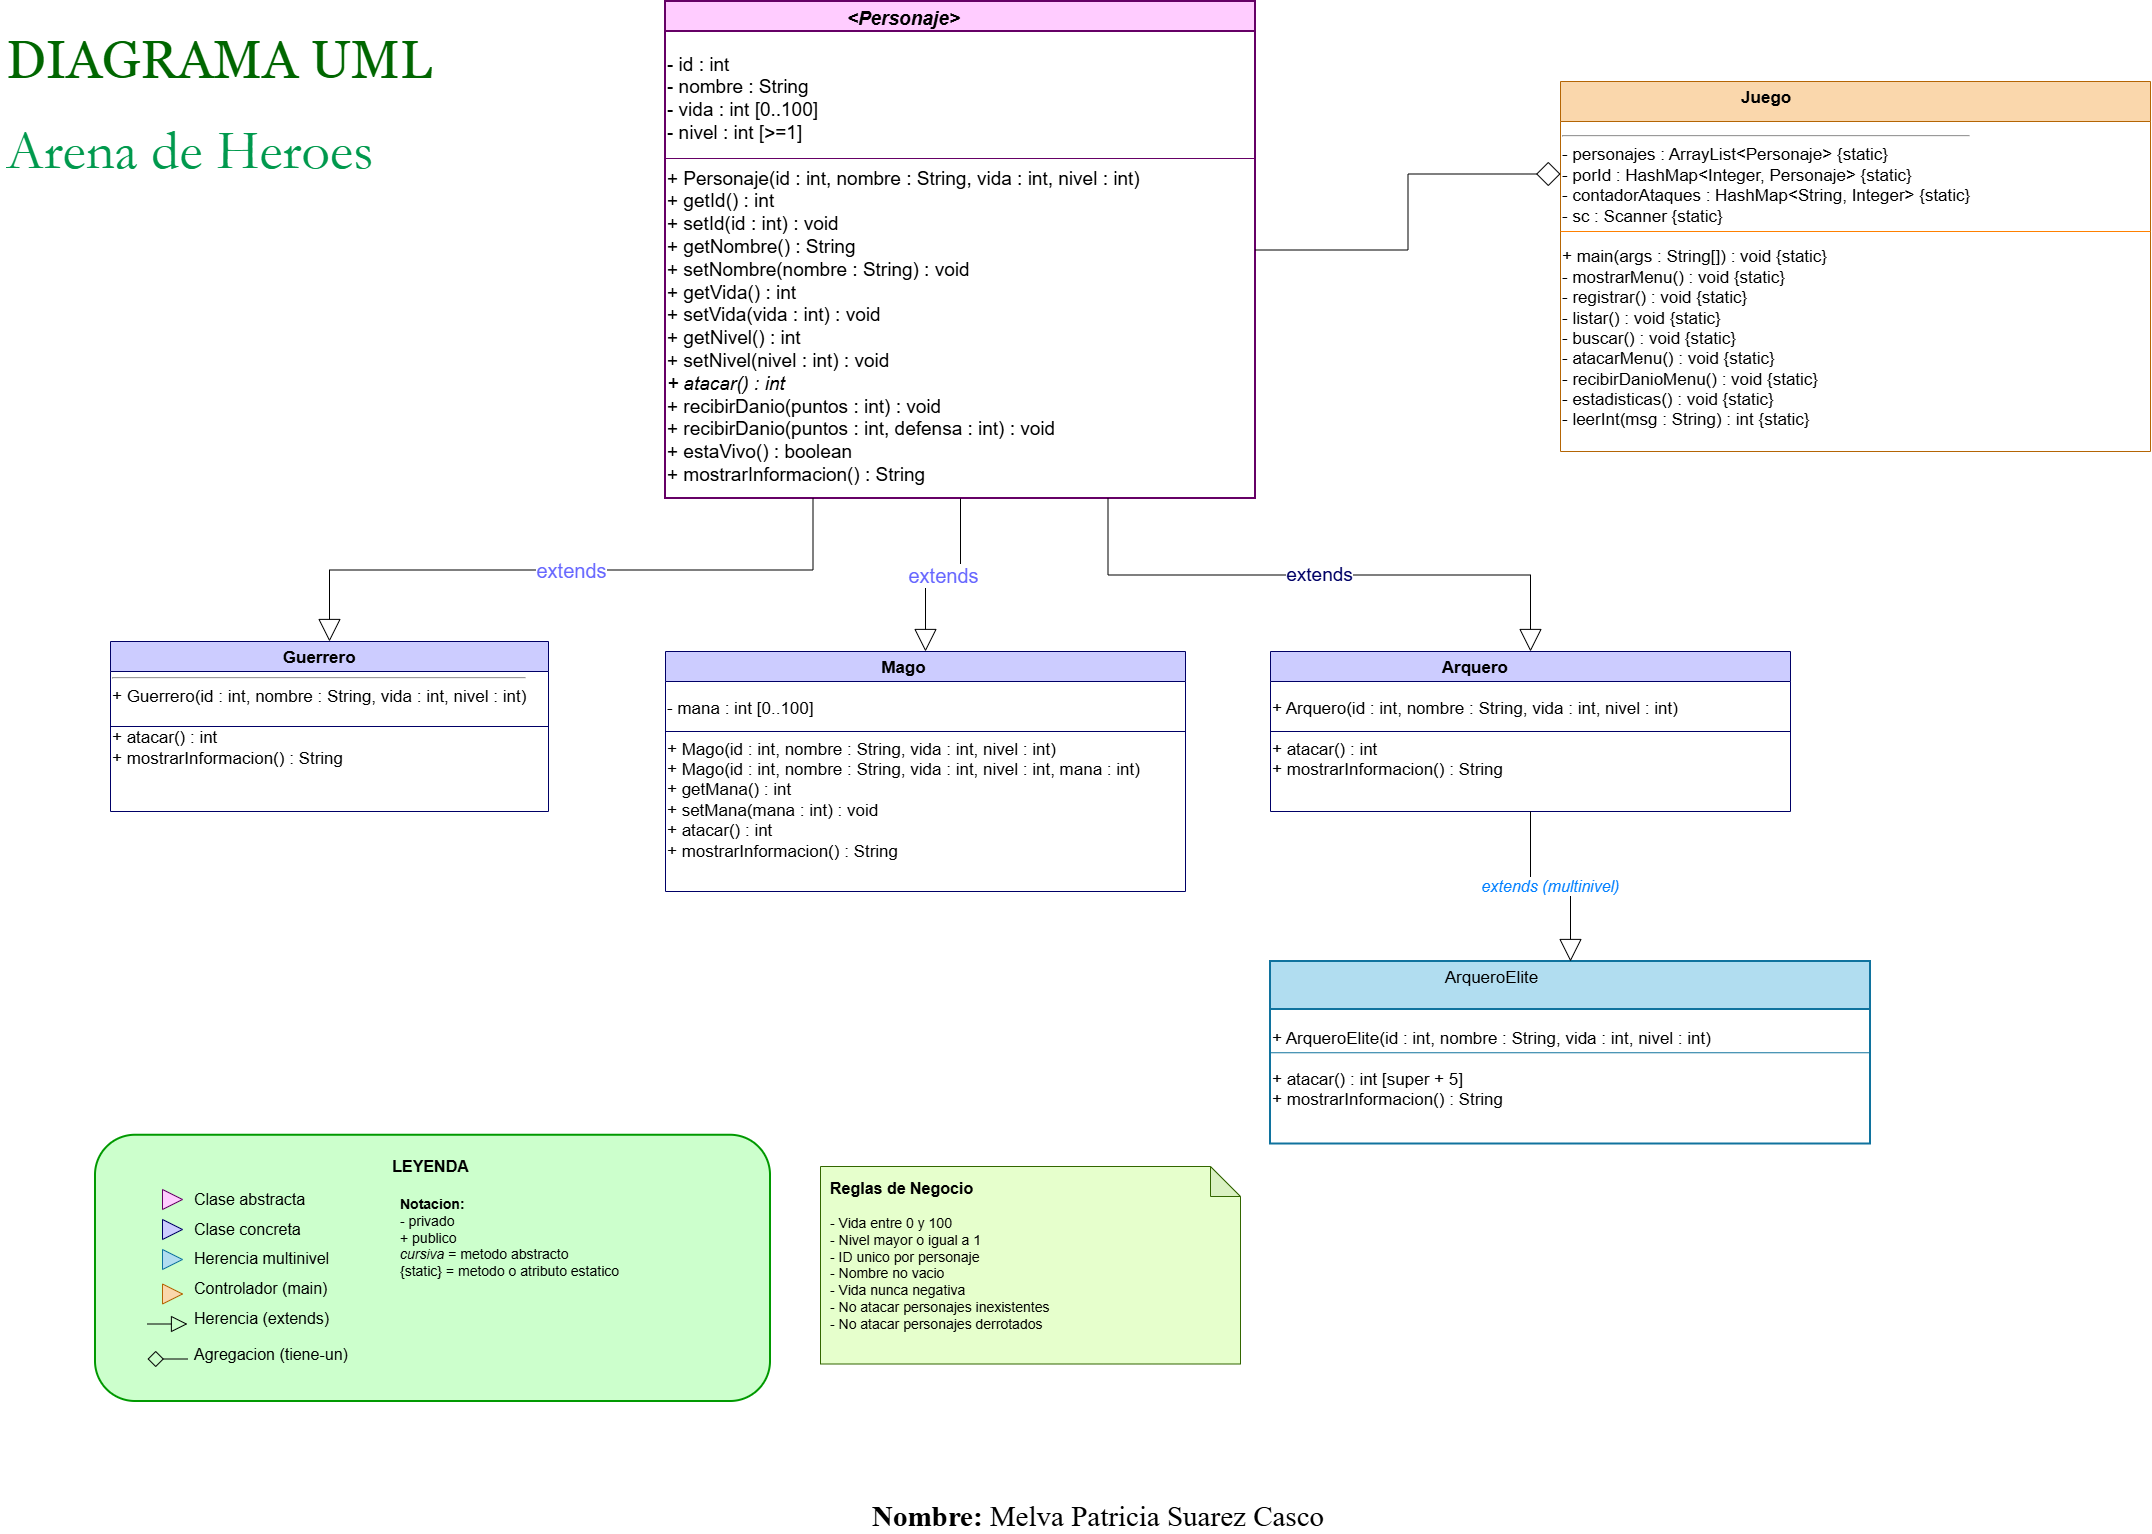 DIAGRAMA UML
Arena de Heroes
<Personaje>
- id : int
- nombre : String
- vida : int [0..100]
- nivel : int [>=1]
+ Personaje(id : int, nombre : String, vida : int, nivel : int)
+ getId() : int
+ setId(id : int) : void
+ getNombre() : String
+ setNombre(nombre : String) : void
+ getVida() : int
+ setVida(vida : int) : void
+ getNivel() : int
+ setNivel(nivel : int) : void
+ atacar() : int
+ recibirDanio(puntos : int) : void
+ recibirDanio(puntos : int, defensa : int) : void
+ estaVivo() : boolean
+ mostrarInformacion() : String
Juego
- personajes : ArrayList<Personaje> {static}
- porId : HashMap<Integer, Personaje> {static}
- contadorAtaques : HashMap<String, Integer> {static}
- sc : Scanner {static}
+ main(args : String[]) : void {static}
- mostrarMenu() : void {static}
- registrar() : void {static}
- listar() : void {static}
- buscar() : void {static}
- atacarMenu() : void {static}
- recibirDanioMenu() : void {static}
- estadisticas() : void {static}
- leerInt(msg : String) : int {static}
extends
extends
extends
Guerrero
+ Guerrero(id : int, nombre : String, vida : int, nivel : int)
+ atacar() : int
+ mostrarInformacion() : String
Mago
- mana : int [0..100]
+ Mago(id : int, nombre : String, vida : int, nivel : int)
+ Mago(id : int, nombre : String, vida : int, nivel : int, mana : int)
+ getMana() : int
+ setMana(mana : int) : void
+ atacar() : int
+ mostrarInformacion() : String
Arquero
+ Arquero(id : int, nombre : String, vida : int, nivel : int)
+ atacar() : int
+ mostrarInformacion() : String
extends (multinivel)
ArqueroElite
+ ArqueroElite(id : int, nombre : String, vida : int, nivel : int)
+ atacar() : int [super + 5]
+ mostrarInformacion() : String
LEYENDA
Clase abstracta
Clase concreta
Herencia multinivel
Controlador (main)
Herencia (extends)
Agregacion (tiene-un)
Notacion:
- privado
+ publico
cursiva = metodo abstracto
{static} = metodo o atributo estatico
Reglas de Negocio
- Vida entre 0 y 100
- Nivel mayor o igual a 1
- ID unico por personaje
- Nombre no vacio
- Vida nunca negativa
- No atacar personajes inexistentes
- No atacar personajes derrotados
Nombre: Melva Patricia Suarez Casco